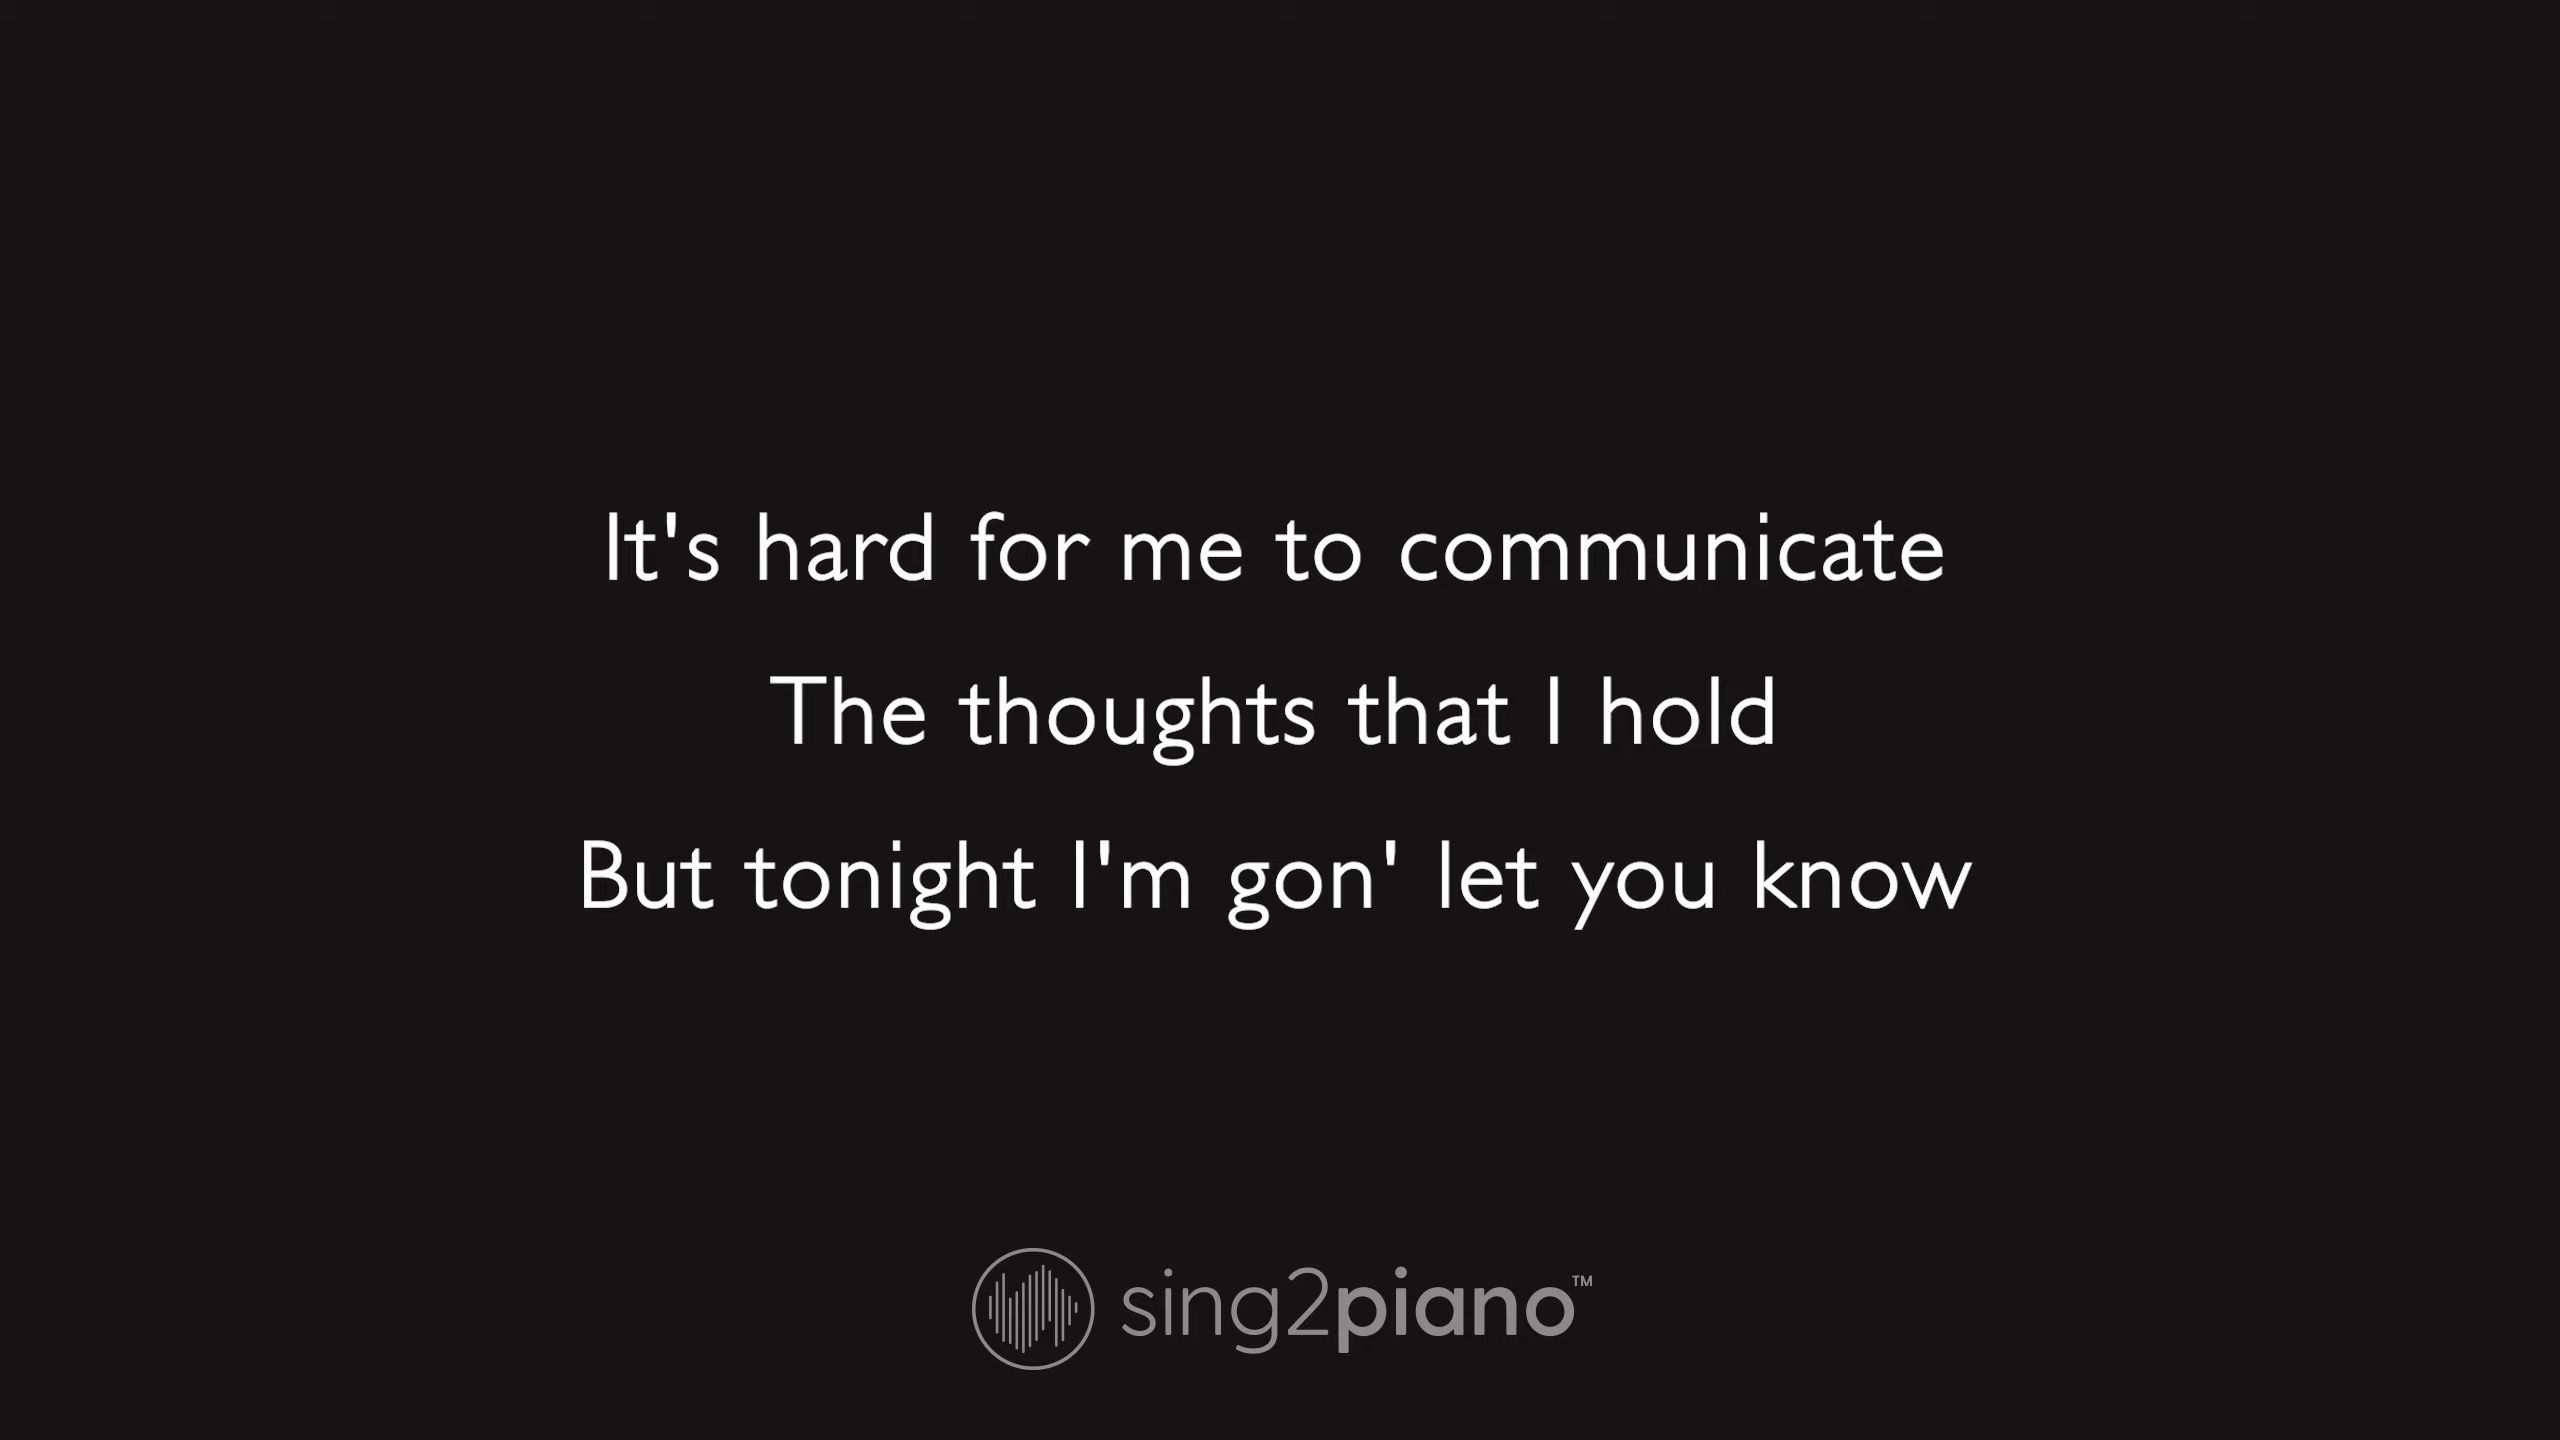 It's hard for me to communicate
The thoughts that I hold
But tonight I'm gon' let you know
sing2piano™